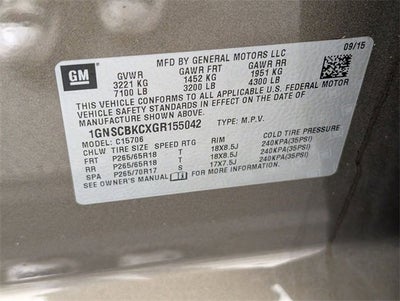 MFD BY GENERAL MOTORS LLC 09/15
GM GVWR GAWR FRT GAWR RR
3221 KG 1452 KG 1951 KG
7100 LB 3200 LB 4300 LB
THIS VEHICLE CONFORMS TO ALL APPLICABLE U.S. FEDERAL MOTOR
VEHICLE SAFETY STANDARDS IN EFFECT ON THE DATE OF
MANUFACTURE SHOWN ABOVE.
1GNSCBKCXGR155042 TYPE: M.P.V.
MODEL: C15706
CHLW TIRE SIZE SPEED RTG RIM COLD TIRE PRESSURE
FRT P265/65R18 T 18X8.5J 240KPA(35PSI)
RR P265/65R18 T 18X8.5J 240KPA(35PSI)
SPA P265/70R17 S 17X7.5J 240KPA(35PSI)
SEE OWNER'S MANUAL FOR MORE INFORMATION.